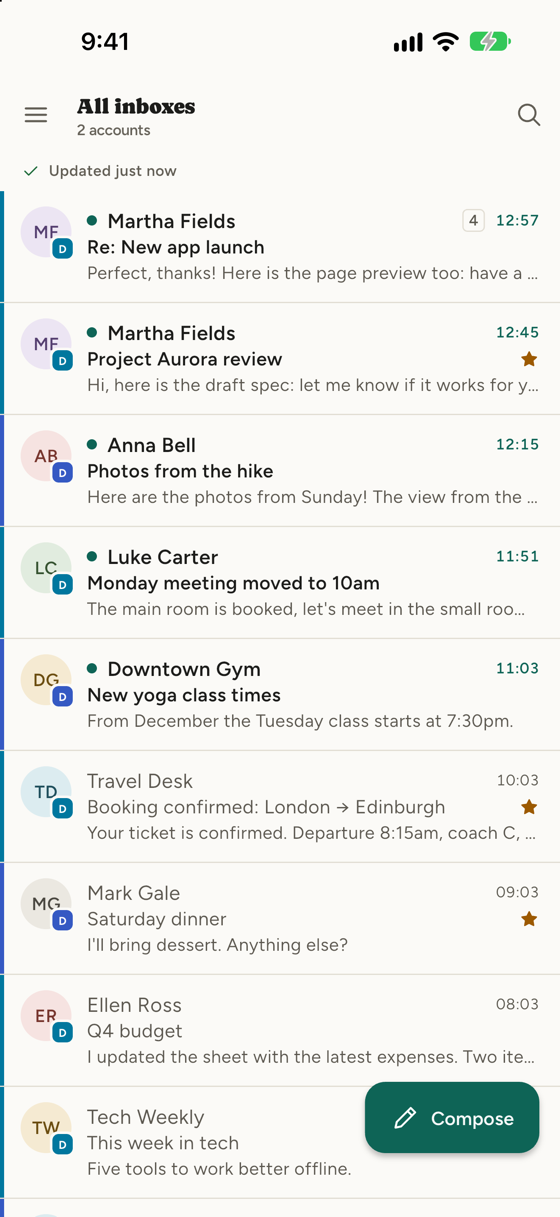 9:41
All inboxes
2 accounts
Updated just now
MF
D
Martha Fields
4
12:57
Re: New app launch
Perfect, thanks! Here is the page preview too: have a ...
MF
D
Martha Fields
12:45
Project Aurora review
Hi, here is the draft spec: let me know if it works for y...
AB
D
Anna Bell
12:15
Photos from the hike
Here are the photos from Sunday! The view from the ...
LC
D
Luke Carter
11:51
Monday meeting moved to 10am
The main room is booked, let's meet in the small roo...
DG
D
Downtown Gym
11:03
New yoga class times
From December the Tuesday class starts at 7:30pm.
TD
D
Travel Desk
10:03
Booking confirmed: London → Edinburgh
Your ticket is confirmed. Departure 8:15am, coach C, ...
MG
D
Mark Gale
09:03
Saturday dinner
I'll bring dessert. Anything else?
ER
D
Ellen Ross
08:03
Q4 budget
I updated the sheet with the latest expenses. Two ite...
TW
D
Tech Weekly
This week in tech
Five tools to work better offline.
Compose